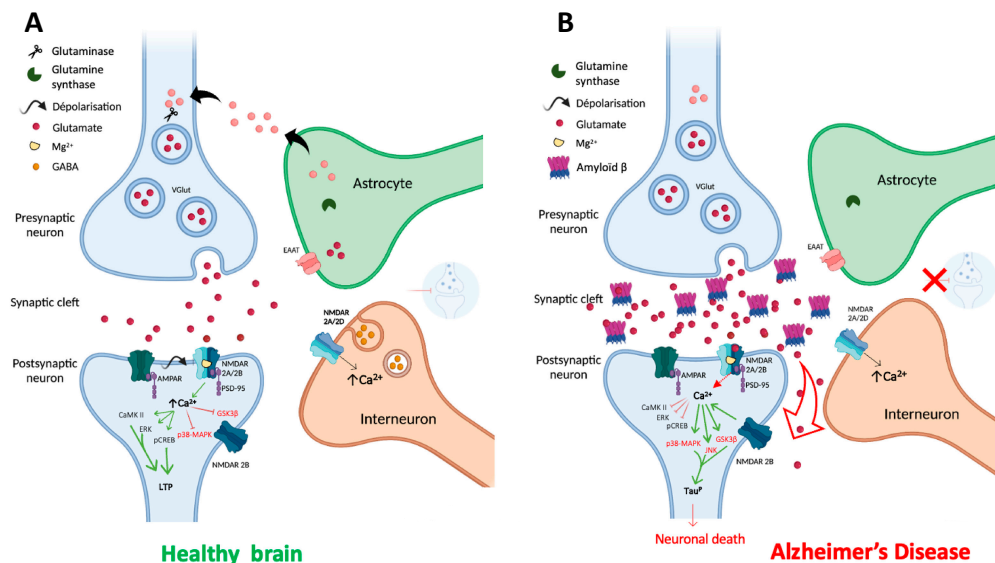 A
Glutaminase
Glutamine
synthase
Dépolarisation
Glutamate
Mg²⁺
GABA
VGlut
Presynaptic
neuron
Astrocyte
EAAT
Synaptic cleft
NMDAR
2A/2D
Postsynaptic
neuron
AMPAR
NMDAR
2A/2B
PSD-95
↑Ca²⁺
↑Ca²⁺
CaMK II
ERK
pCREB
GSK3β
p38-MAPK
Interneuron
NMDAR 2B
LTP
Healthy brain
B
Glutamine
synthase
Dépolarisation
Glutamate
Mg²⁺
Amyloïd β
VGlut
Presynaptic
neuron
Astrocyte
EAAT
Synaptic cleft
NMDAR
2A/2D
Postsynaptic
neuron
AMPAR
NMDAR
2A/2B
PSD-95
↑Ca²⁺
Ca²⁺
CaMK II
ERK
pCREB
p38-MAPK
JNK
GSK3β
Interneuron
NMDAR 2B
Tauᴾ
Neuronal death
Alzheimer's Disease